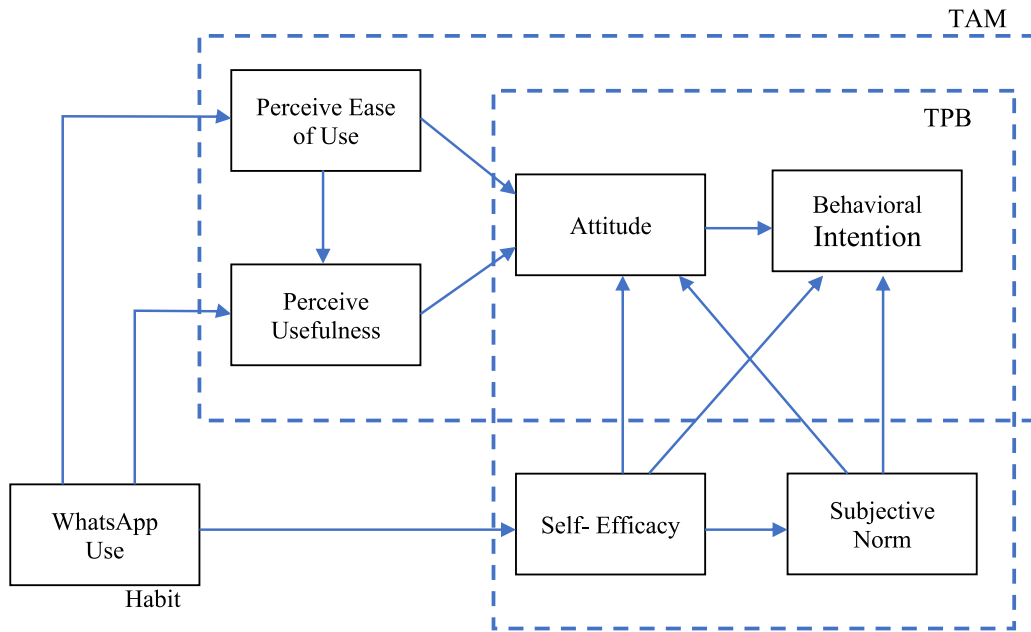 TAM
Perceive Ease
of Use
TPB
Attitude
Behavioral
Intention
Perceive
Usefulness
WhatsApp
Use
Habit
Self- Efficacy
Subjective
Norm